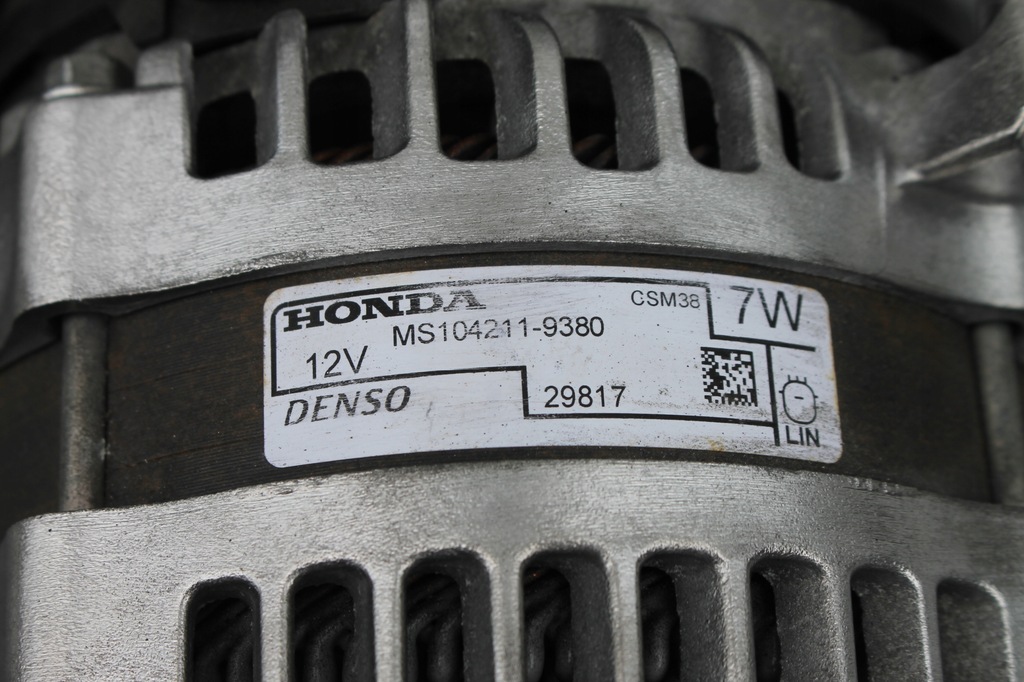 HONDA
CSM38
7W
MS104211-9380
12V
DENSO
29817
LIN